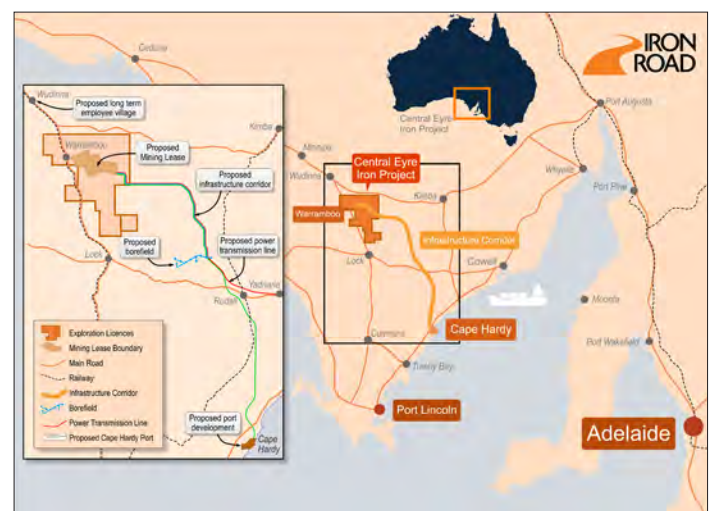 IRON
ROAD
Ceduna
Central Eyre
Iron Project
Port Augusta
Minnipa
Wudinna
Central Eyre
Iron Project
Kimba
Whyalla
Port Pirie
Warramboo
Infrastructure Corridor
Lock
Cowell
Moonta
Cape Hardy
Cummins
Port Wakefield
Tumby Bay
Port Lincoln
Adelaide
Wudinna
Proposed long term
employee village
Kimba
Warramboo
Proposed
Mining Lease
Proposed
infrastructure corridor
Proposed
borefield
Proposed power
transmission line
Lock
Yadnarie
Rudall
Exploration Licences
Mining Lease Boundary
Main Road
Railway
Infrastructure Corridor
Borefield
Power Transmission Line
Proposed Cape Hardy Port
Proposed port
development
Cape
Hardy